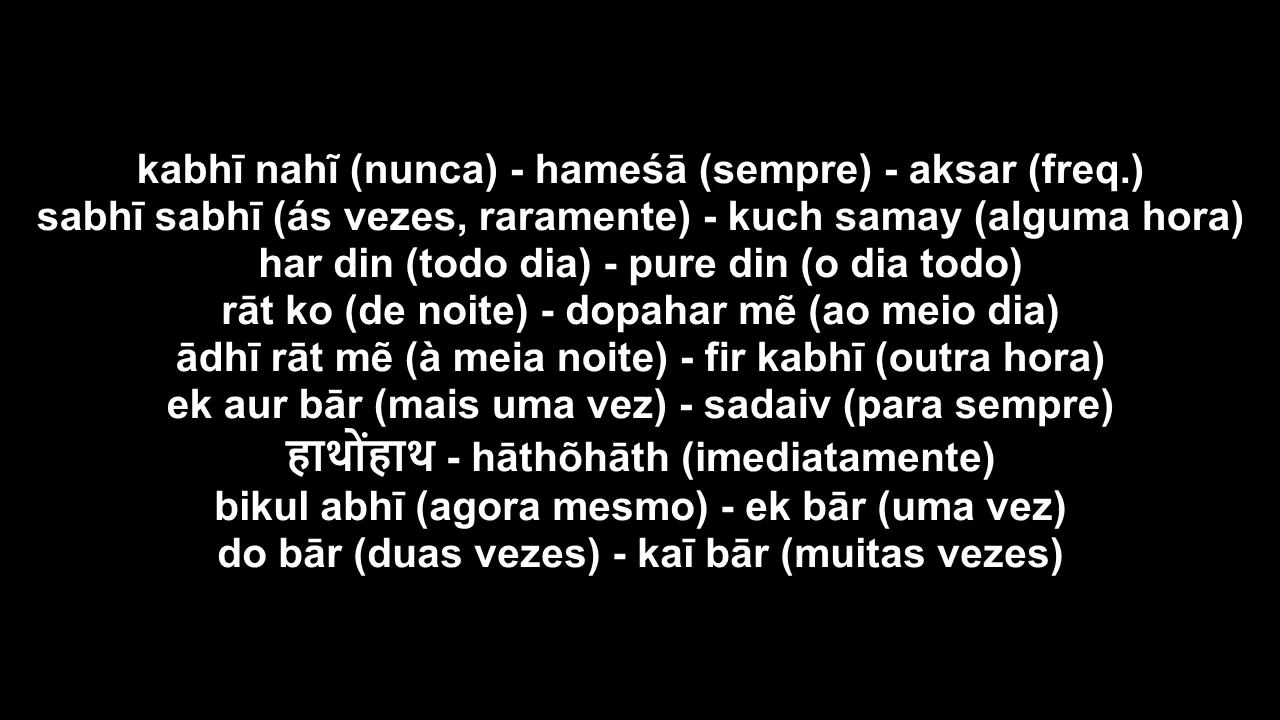 kabhī nahĩ (nunca) - hameśā (sempre) - aksar (freq.)
sabhī sabhī (ás vezes, raramente) - kuch samay (alguma hora)
har din (todo dia) - pure din (o dia todo)
rāt ko (de noite) - dopahar mẽ (ao meio dia)
ādhī rāt mẽ (à meia noite) - fir kabhī (outra hora)
ek aur bār (mais uma vez) - sadaiv (para sempre)
हाथोंहाथ - hāthõhāth (imediatamente)
bikul abhī (agora mesmo) - ek bār (uma vez)
do bār (duas vezes) - kaī bār (muitas vezes)